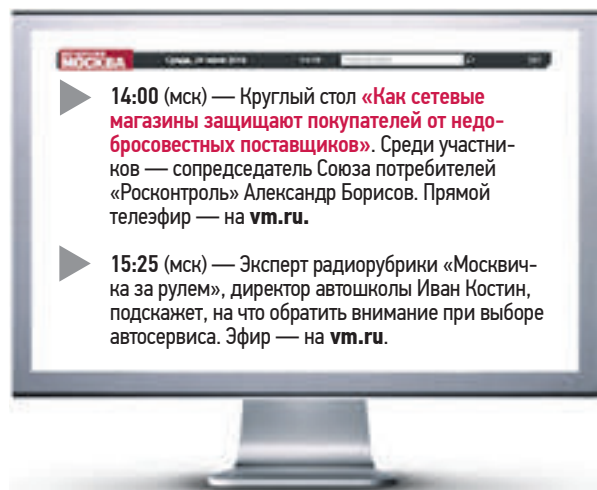 МОСКВА
14:00 (мск) — Круглый стол «Как сетевые
магазины защищают покупателей от недо-
бросовестных поставщиков». Среди участни-
ков — сопредседатель Союза потребителей
«Росконтроль» Александр Борисов. Прямой
телеэфир — на vm.ru.
15:25 (мск) — Эксперт радиорубрики «Москвич-
ка за рулем», директор автошколы Иван Костин,
подскажет, на что обратить внимание при выборе
автосервиса. Эфир — на vm.ru.